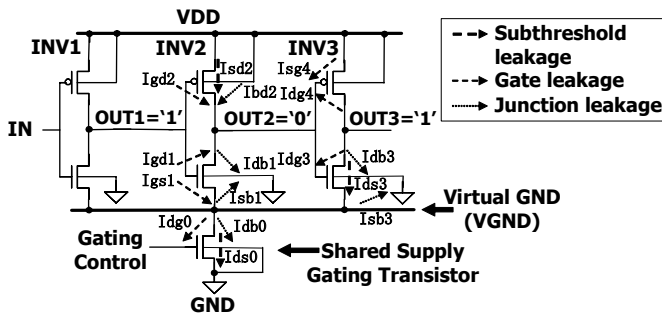 VDD
INV1
INV2
INV3
Isd2
Igd2
Ibd2
Isg4
Idg4
IN
OUT1=‘1’
OUT2=‘0’
OUT3=‘1’
Igd1
Idb1
Igs1
Isb1
Idg3
Idb3
Ids3
Isb3
Idg0
Idb0
Ids0
Gating
Control
GND
Subthreshold
leakage
Gate leakage
Junction leakage
Virtual GND
(VGND)
Shared Supply
Gating Transistor